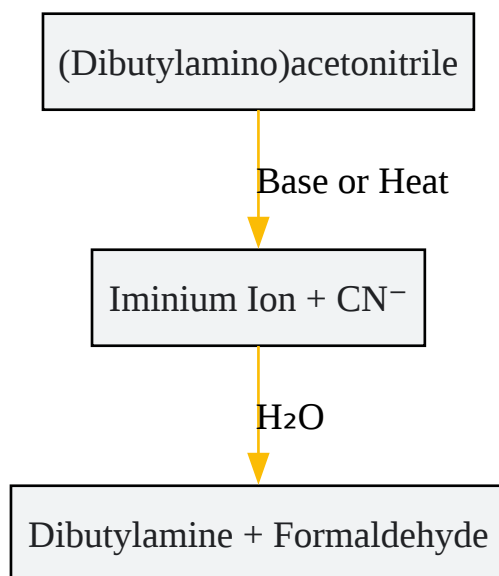 (Dibutylamino)acetonitrile
Base or Heat
Iminium Ion + CN⁻
H₂O
Dibutylamine + Formaldehyde